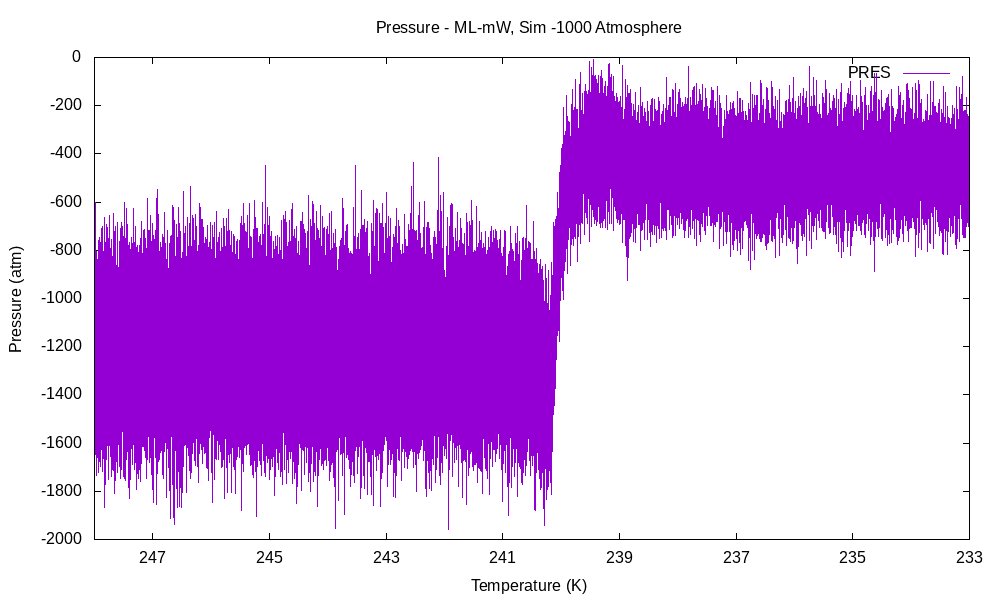 Pressure - ML-mW, Sim -1000 Atmosphere
PRES
0
-200
-400
-600
-800
-1000
-1200
-1400
-1600
-1800
-2000
Pressure (atm)
247 245 243 241 239 237 235 233
Temperature (K)